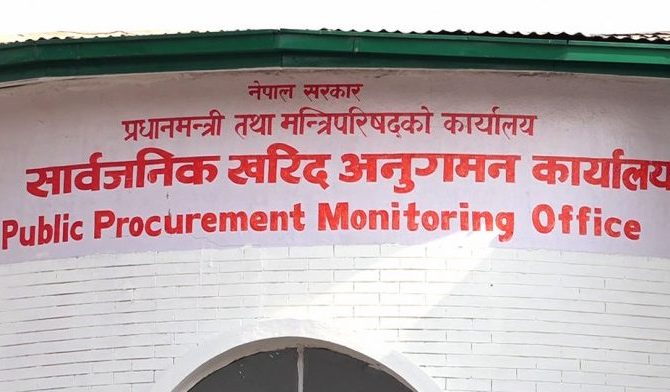 नेपाल सरकार
प्रधानमन्त्री तथा मन्त्रिपरिषद्को कार्यालय
सार्वजनिक खरिद अनुगमन कार्यालय
Public Procurement Monitoring Office